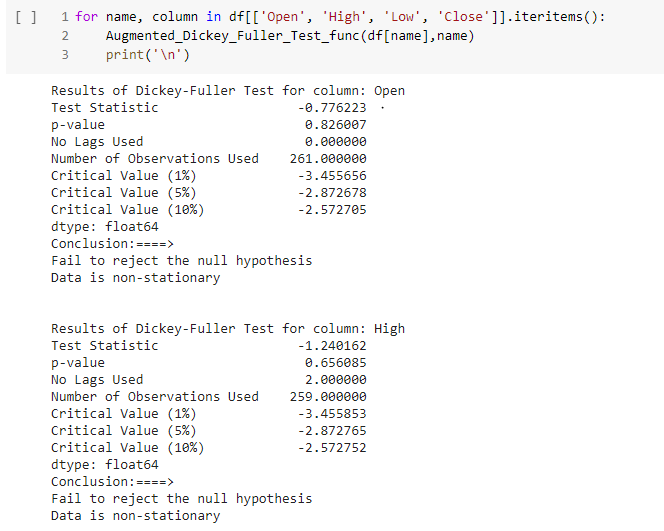 [ ] 1 for name, column in df[['Open', 'High', 'Low', 'Close']].iteritems():
2 Augmented_Dickey_Fuller_Test_func(df[name],name)
3 print('\n')
Results of Dickey-Fuller Test for column: Open
Test Statistic -0.776223
p-value 0.826007
No Lags Used 0.000000
Number of Observations Used 261.000000
Critical Value (1%) -3.455656
Critical Value (5%) -2.872678
Critical Value (10%) -2.572705
dtype: float64
Conclusion:====>
Fail to reject the null hypothesis
Data is non-stationary
Results of Dickey-Fuller Test for column: High
Test Statistic -1.240162
p-value 0.656085
No Lags Used 2.000000
Number of Observations Used 259.000000
Critical Value (1%) -3.455853
Critical Value (5%) -2.872765
Critical Value (10%) -2.572752
dtype: float64
Conclusion:====>
Fail to reject the null hypothesis
Data is non-stationary